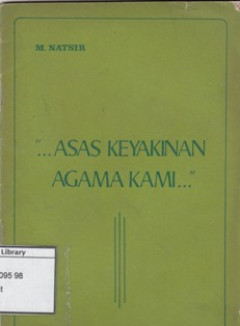 M. NATSIR
"...ASAS KEYAKINAN
AGAMA KAMI..."
Library
095 98
t